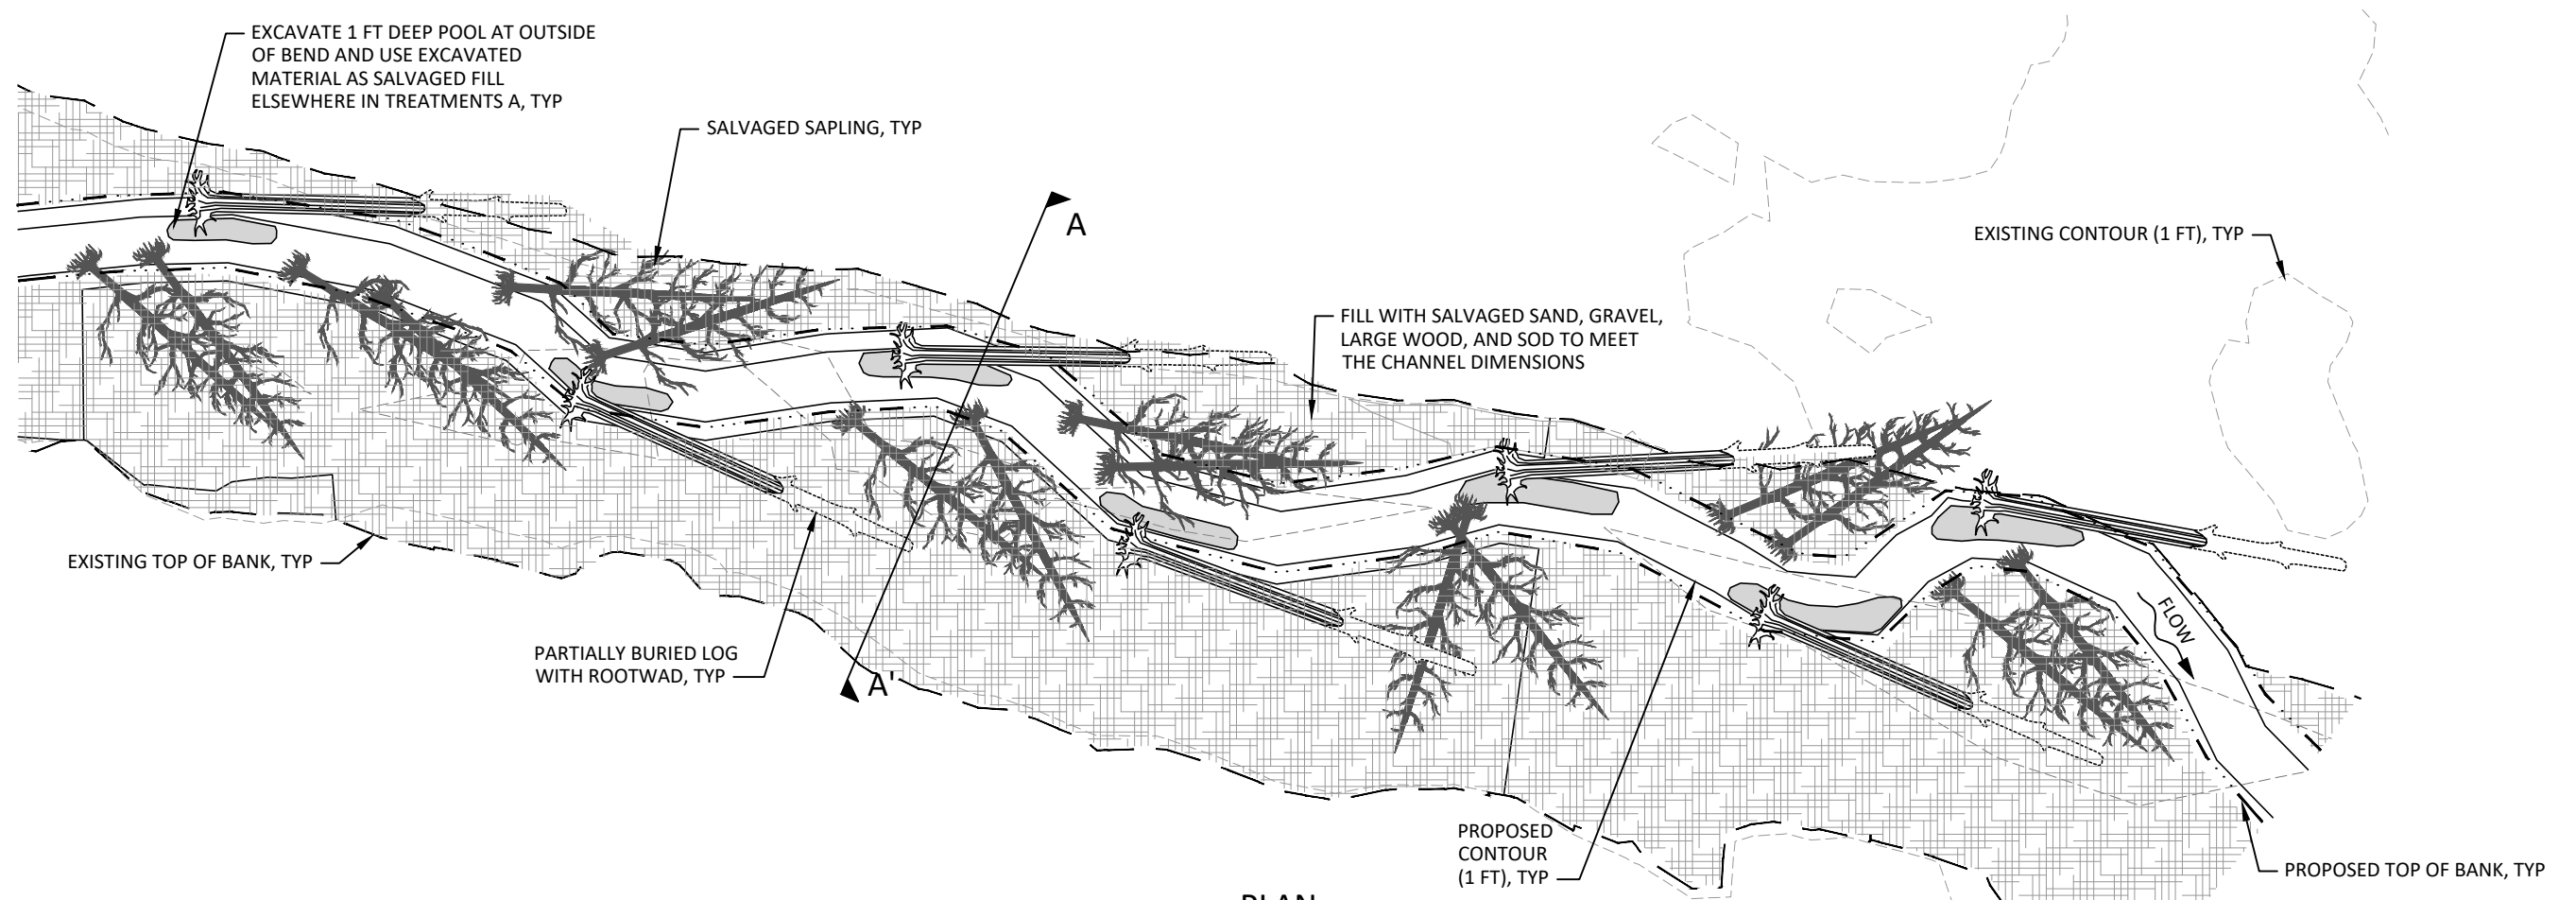 EXCAVATE 1 FT DEEP POOL AT OUTSIDE
OF BEND AND USE EXCAVATED
MATERIAL AS SALVAGED FILL
ELSEWHERE IN TREATMENTS A, TYP
SALVAGED SAPLING, TYP
A
EXISTING CONTOUR (1 FT), TYP
FILL WITH SALVAGED SAND, GRAVEL,
LARGE WOOD, AND SOD TO MEET
THE CHANNEL DIMENSIONS
EXISTING TOP OF BANK, TYP
FLOW
PARTIALLY BURIED LOG
WITH ROOTWAD, TYP
A'
PROPOSED
CONTOUR
(1 FT), TYP
PROPOSED TOP OF BANK, TYP
PLAN